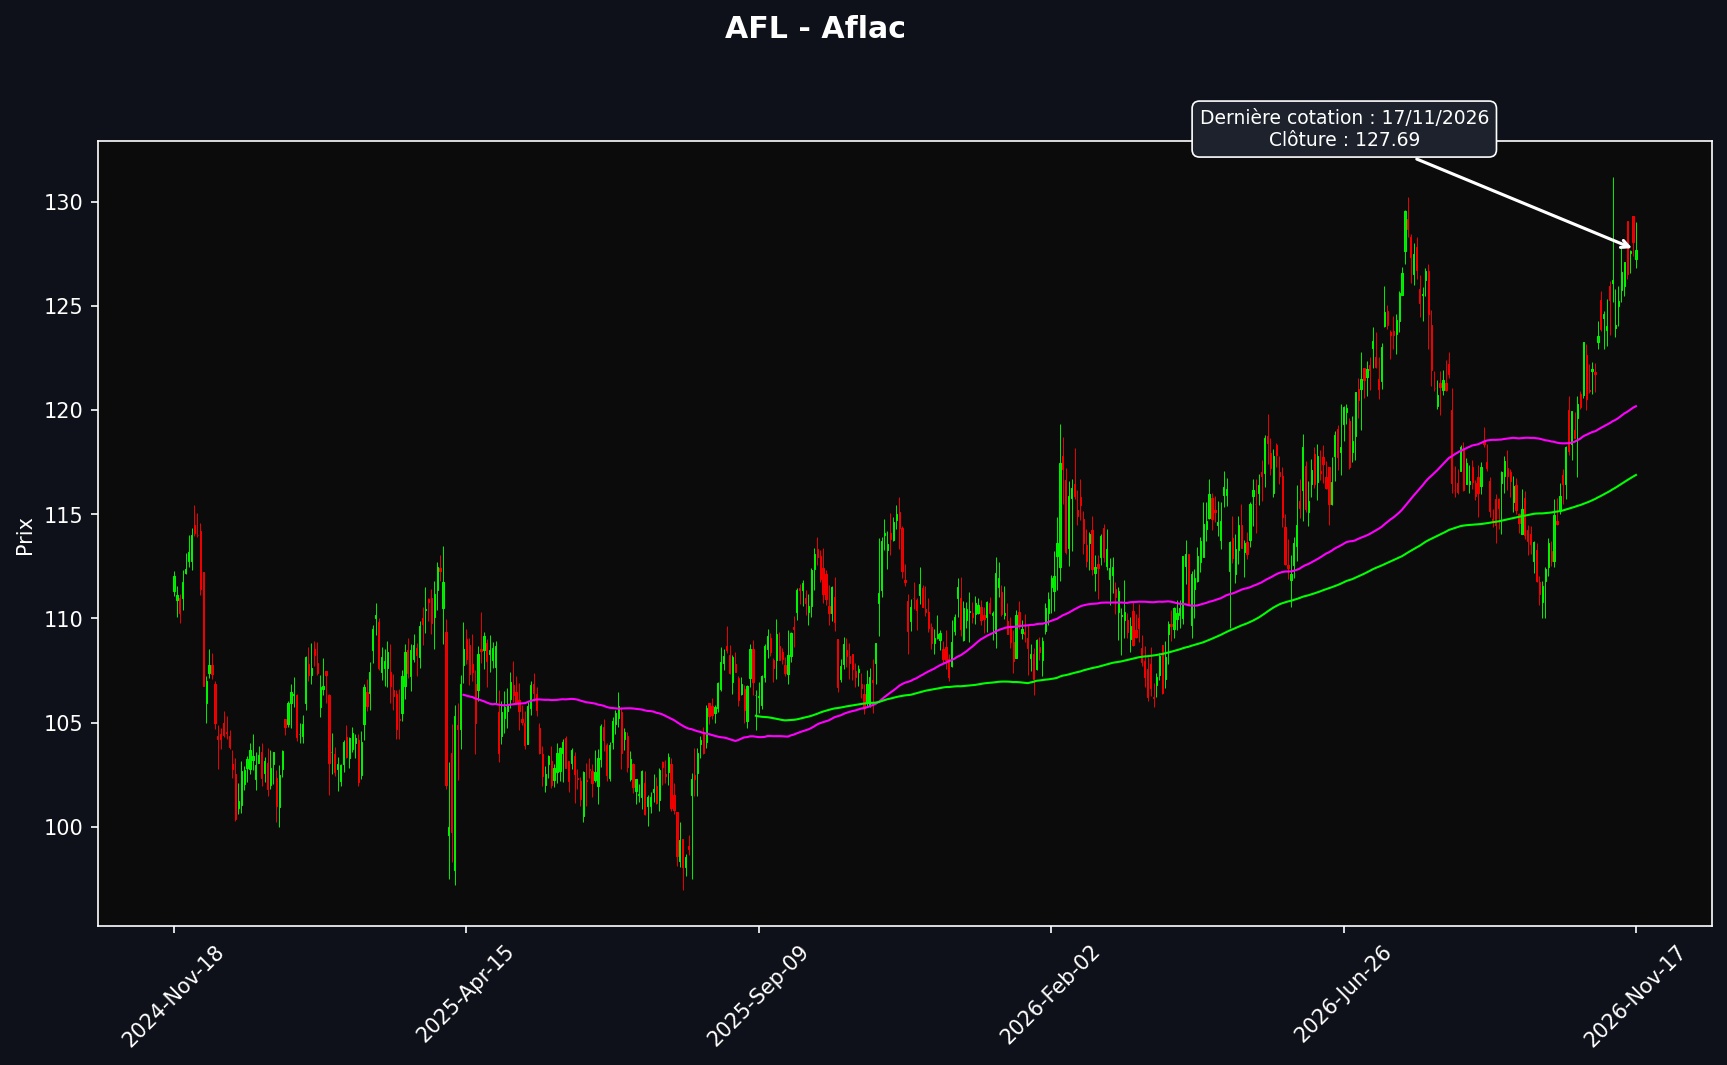 AFL - Aflac
Dernière cotation : 17/11/2026
Clôture : 127.69
Prix
130
125
120
115
110
105
100
2024-Nov-18
2025-Apr-15
2025-Sep-09
2026-Feb-02
2026-Jun-26
2026-Nov-17